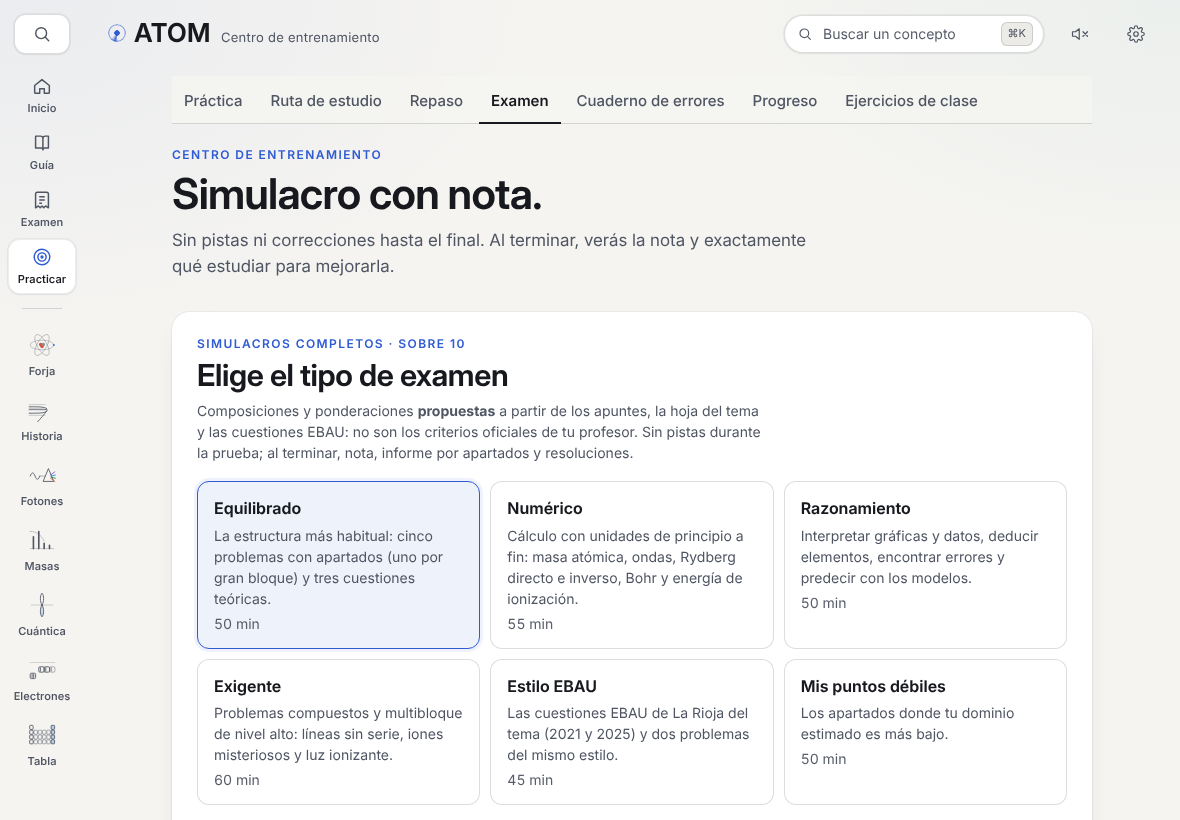 ATOM Centro de entrenamiento
Buscar un concepto ⌘K
Inicio
Guía
Examen
Practicar
Forja
Historia
Fotones
Masas
Cuántica
Electrones
Tabla
Práctica Ruta de estudio Repaso Examen Cuaderno de errores Progreso Ejercicios de clase
CENTRO DE ENTRENAMIENTO
Simulacro con nota.
Sin pistas ni correcciones hasta el final. Al terminar, verás la nota y exactamente
qué estudiar para mejorarla.
SIMULACROS COMPLETOS · SOBRE 10
Elige el tipo de examen
Composiciones y ponderaciones propuestas a partir de los apuntes, la hoja del tema
y las cuestiones EBAU: no son los criterios oficiales de tu profesor. Sin pistas durante
la prueba; al terminar, nota, informe por apartados y resoluciones.
Equilibrado
La estructura más habitual: cinco
problemas con apartados (uno por
gran bloque) y tres cuestiones
teóricas.
50 min
Numérico
Cálculo con unidades de principio a
fin: masa atómica, ondas, Rydberg
directo e inverso, Bohr y energía de
ionización.
55 min
Razonamiento
Interpretar gráficas y datos, deducir
elementos, encontrar errores y
predecir con los modelos.
50 min
Exigente
Problemas compuestos y multibloque
de nivel alto: líneas sin serie, iones
misteriosos y luz ionizante.
60 min
Estilo EBAU
Las cuestiones EBAU de La Rioja del
tema (2021 y 2025) y dos problemas
del mismo estilo.
45 min
Mis puntos débiles
Los apartados donde tu dominio
estimado es más bajo.
50 min